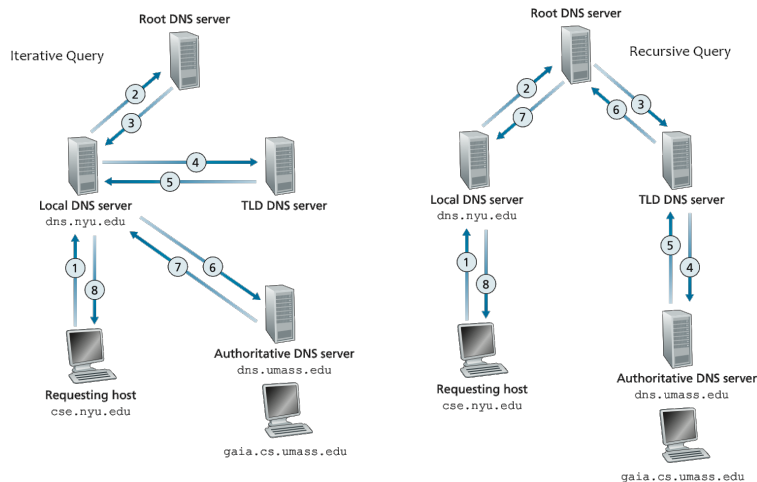 Root DNS server
Iterative Query
2
3
4
5
Local DNS server
dns.nyu.edu
TLD DNS server
1
8
7
6
Authoritative DNS server
dns.umass.edu
Requesting host
cse.nyu.edu
gaia.cs.umass.edu
Root DNS server
Recursive Query
2
7
6
3
Local DNS server
dns.nyu.edu
TLD DNS server
1
8
5
4
Requesting host
cse.nyu.edu
Authoritative DNS server
dns.umass.edu
gaia.cs.umass.edu